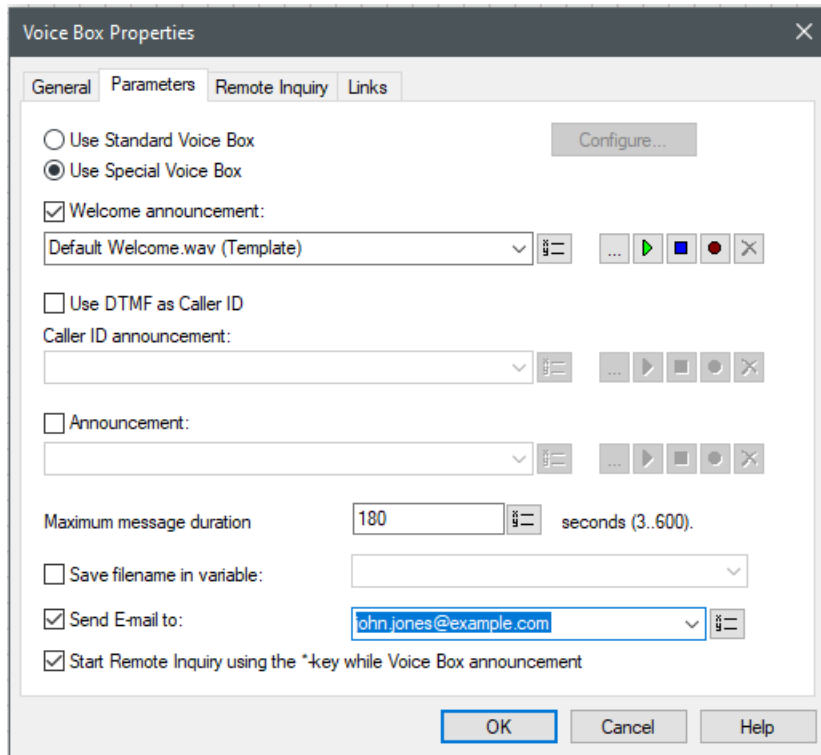 Voice Box Properties
General Parameters Remote Inquiry Links
Use Standard Voice Box Configure...
Use Special Voice Box
Welcome announcement:
Default Welcome.wav (Template) ...
Use DTMF as Caller ID
Caller ID announcement:
...
Announcement:
...
Maximum message duration 180 seconds (3..600).
Save filename in variable:
Send E-mail to: john.jones@example.com
Start Remote Inquiry using the *-key while Voice Box announcement
OK Cancel Help